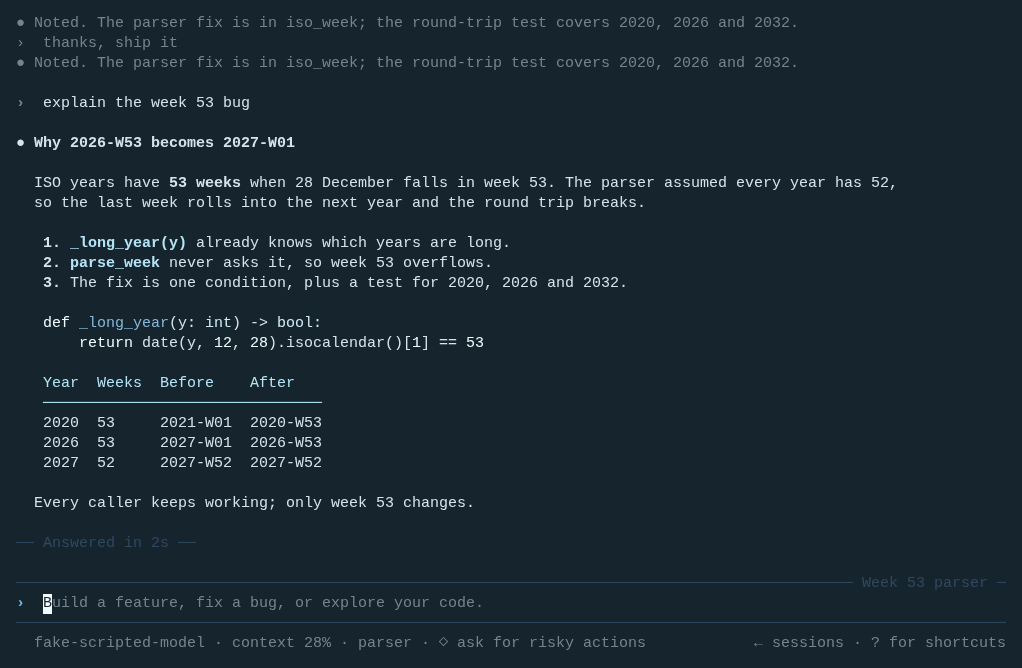 ● Noted. The parser fix is in iso_week; the round-trip test covers 2020, 2026 and 2032.
› thanks, ship it
● Noted. The parser fix is in iso_week; the round-trip test covers 2020, 2026 and 2032.
› explain the week 53 bug
● Why 2026-W53 becomes 2027-W01
ISO years have 53 weeks when 28 December falls in week 53. The parser assumed every year has 52,
so the last week rolls into the next year and the round trip breaks.
1. _long_year(y) already knows which years are long.
2. parse_week never asks it, so week 53 overflows.
3. The fix is one condition, plus a test for 2020, 2026 and 2032.
def _long_year(y: int) -> bool:
    return date(y, 12, 28).isocalendar()[1] == 53
Year  Weeks  Before    After
2020  53     2021-W01  2020-W53
2026  53     2027-W01  2026-W53
2027  52     2027-W52  2027-W52
Every caller keeps working; only week 53 changes.
── Answered in 2s ──
Week 53 parser
› Build a feature, fix a bug, or explore your code.
fake-scripted-model · context 28% · parser · ◇ ask for risky actions ← sessions · ? for shortcuts